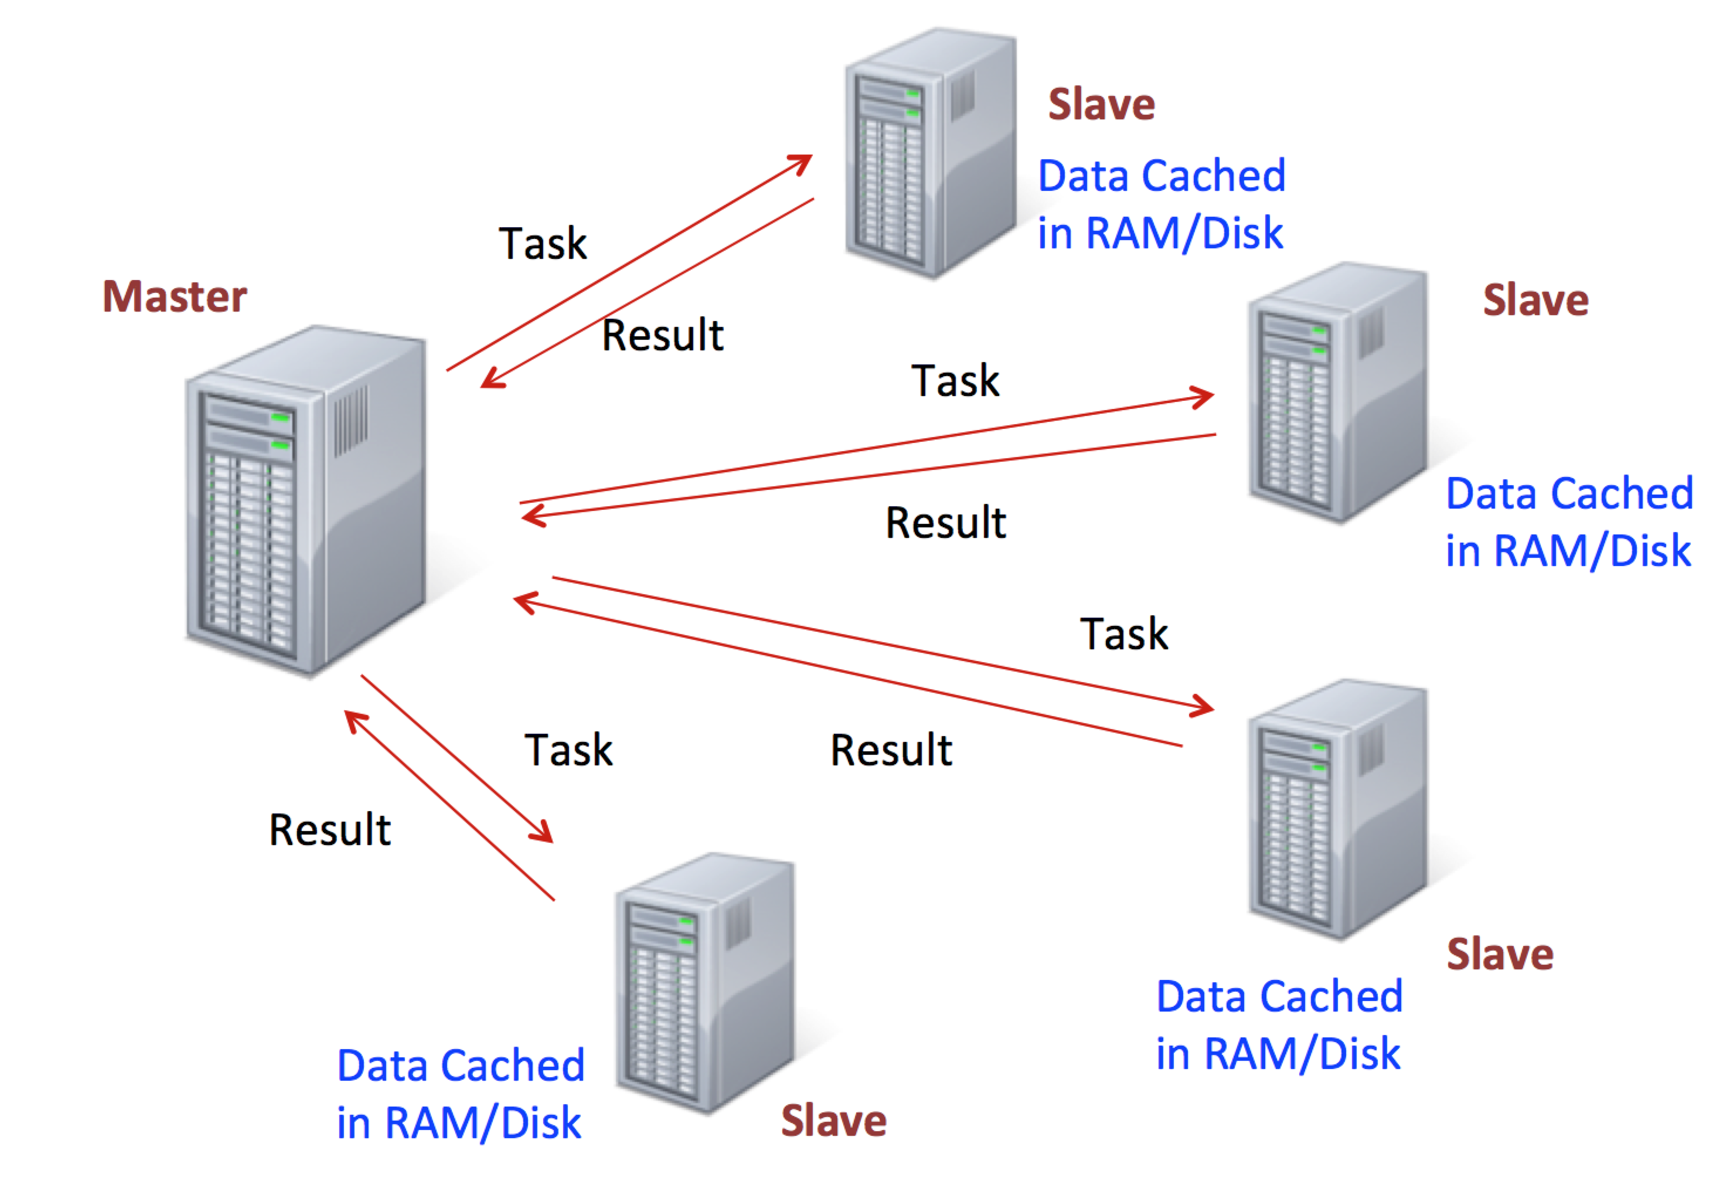 Slave
Data Cached
in RAM/Disk
Task
Master
Result
Slave
Task
Result
Data Cached
in RAM/Disk
Task
Result
Task
Result
Slave
Data Cached
in RAM/Disk
Data Cached
in RAM/Disk
Slave